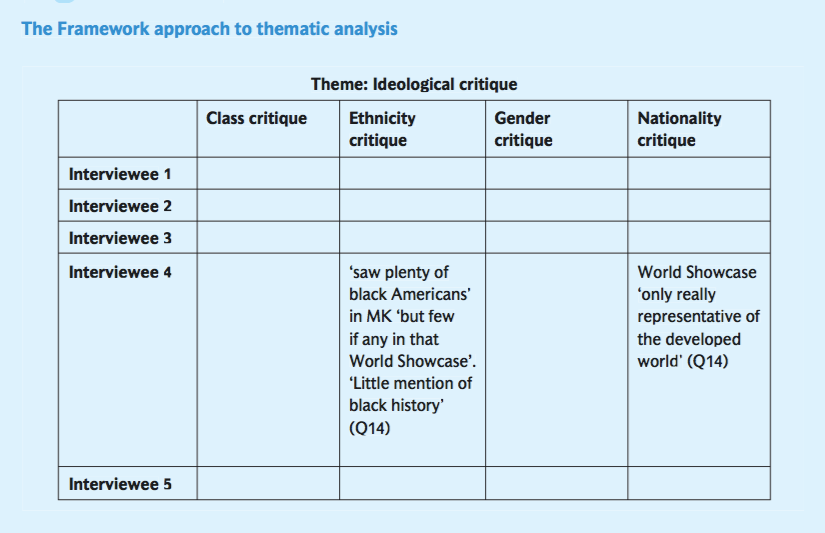 The Framework approach to thematic analysis
Theme: Ideological critique
Class critique
Ethnicity
critique
Gender
critique
Nationality
critique
Interviewee 1
Interviewee 2
Interviewee 3
Interviewee 4
‘saw plenty of
black Americans’
in MK ‘but few
if any in that
World Showcase’.
‘Little mention of
black history’
(Q14)
World Showcase
‘only really
representative of
the developed
world’ (Q14)
Interviewee 5